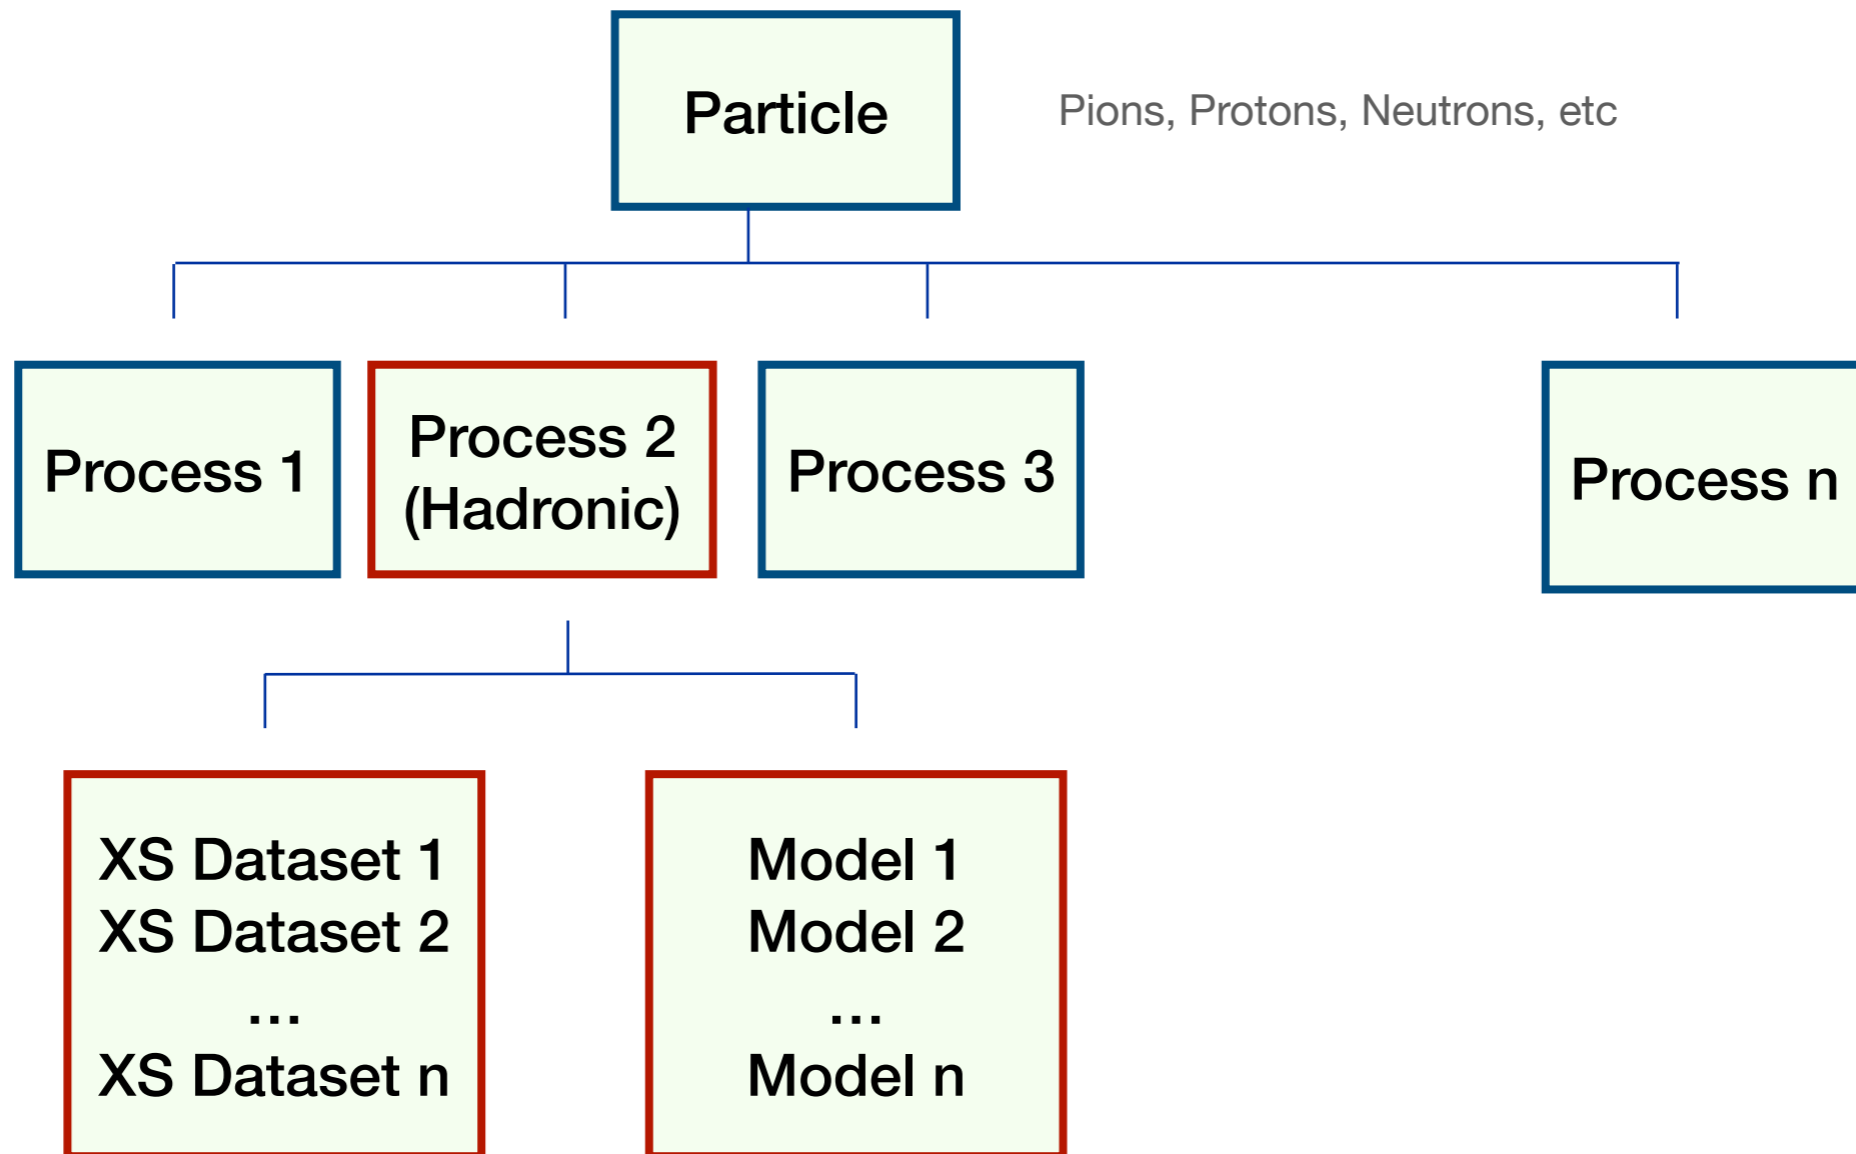 Particle
Pions, Protons, Neutrons, etc
Process 1
Process 2
(Hadronic)
Process 3
Process n
XS Dataset 1
XS Dataset 2
...
XS Dataset n
Model 1
Model 2
...
Model n